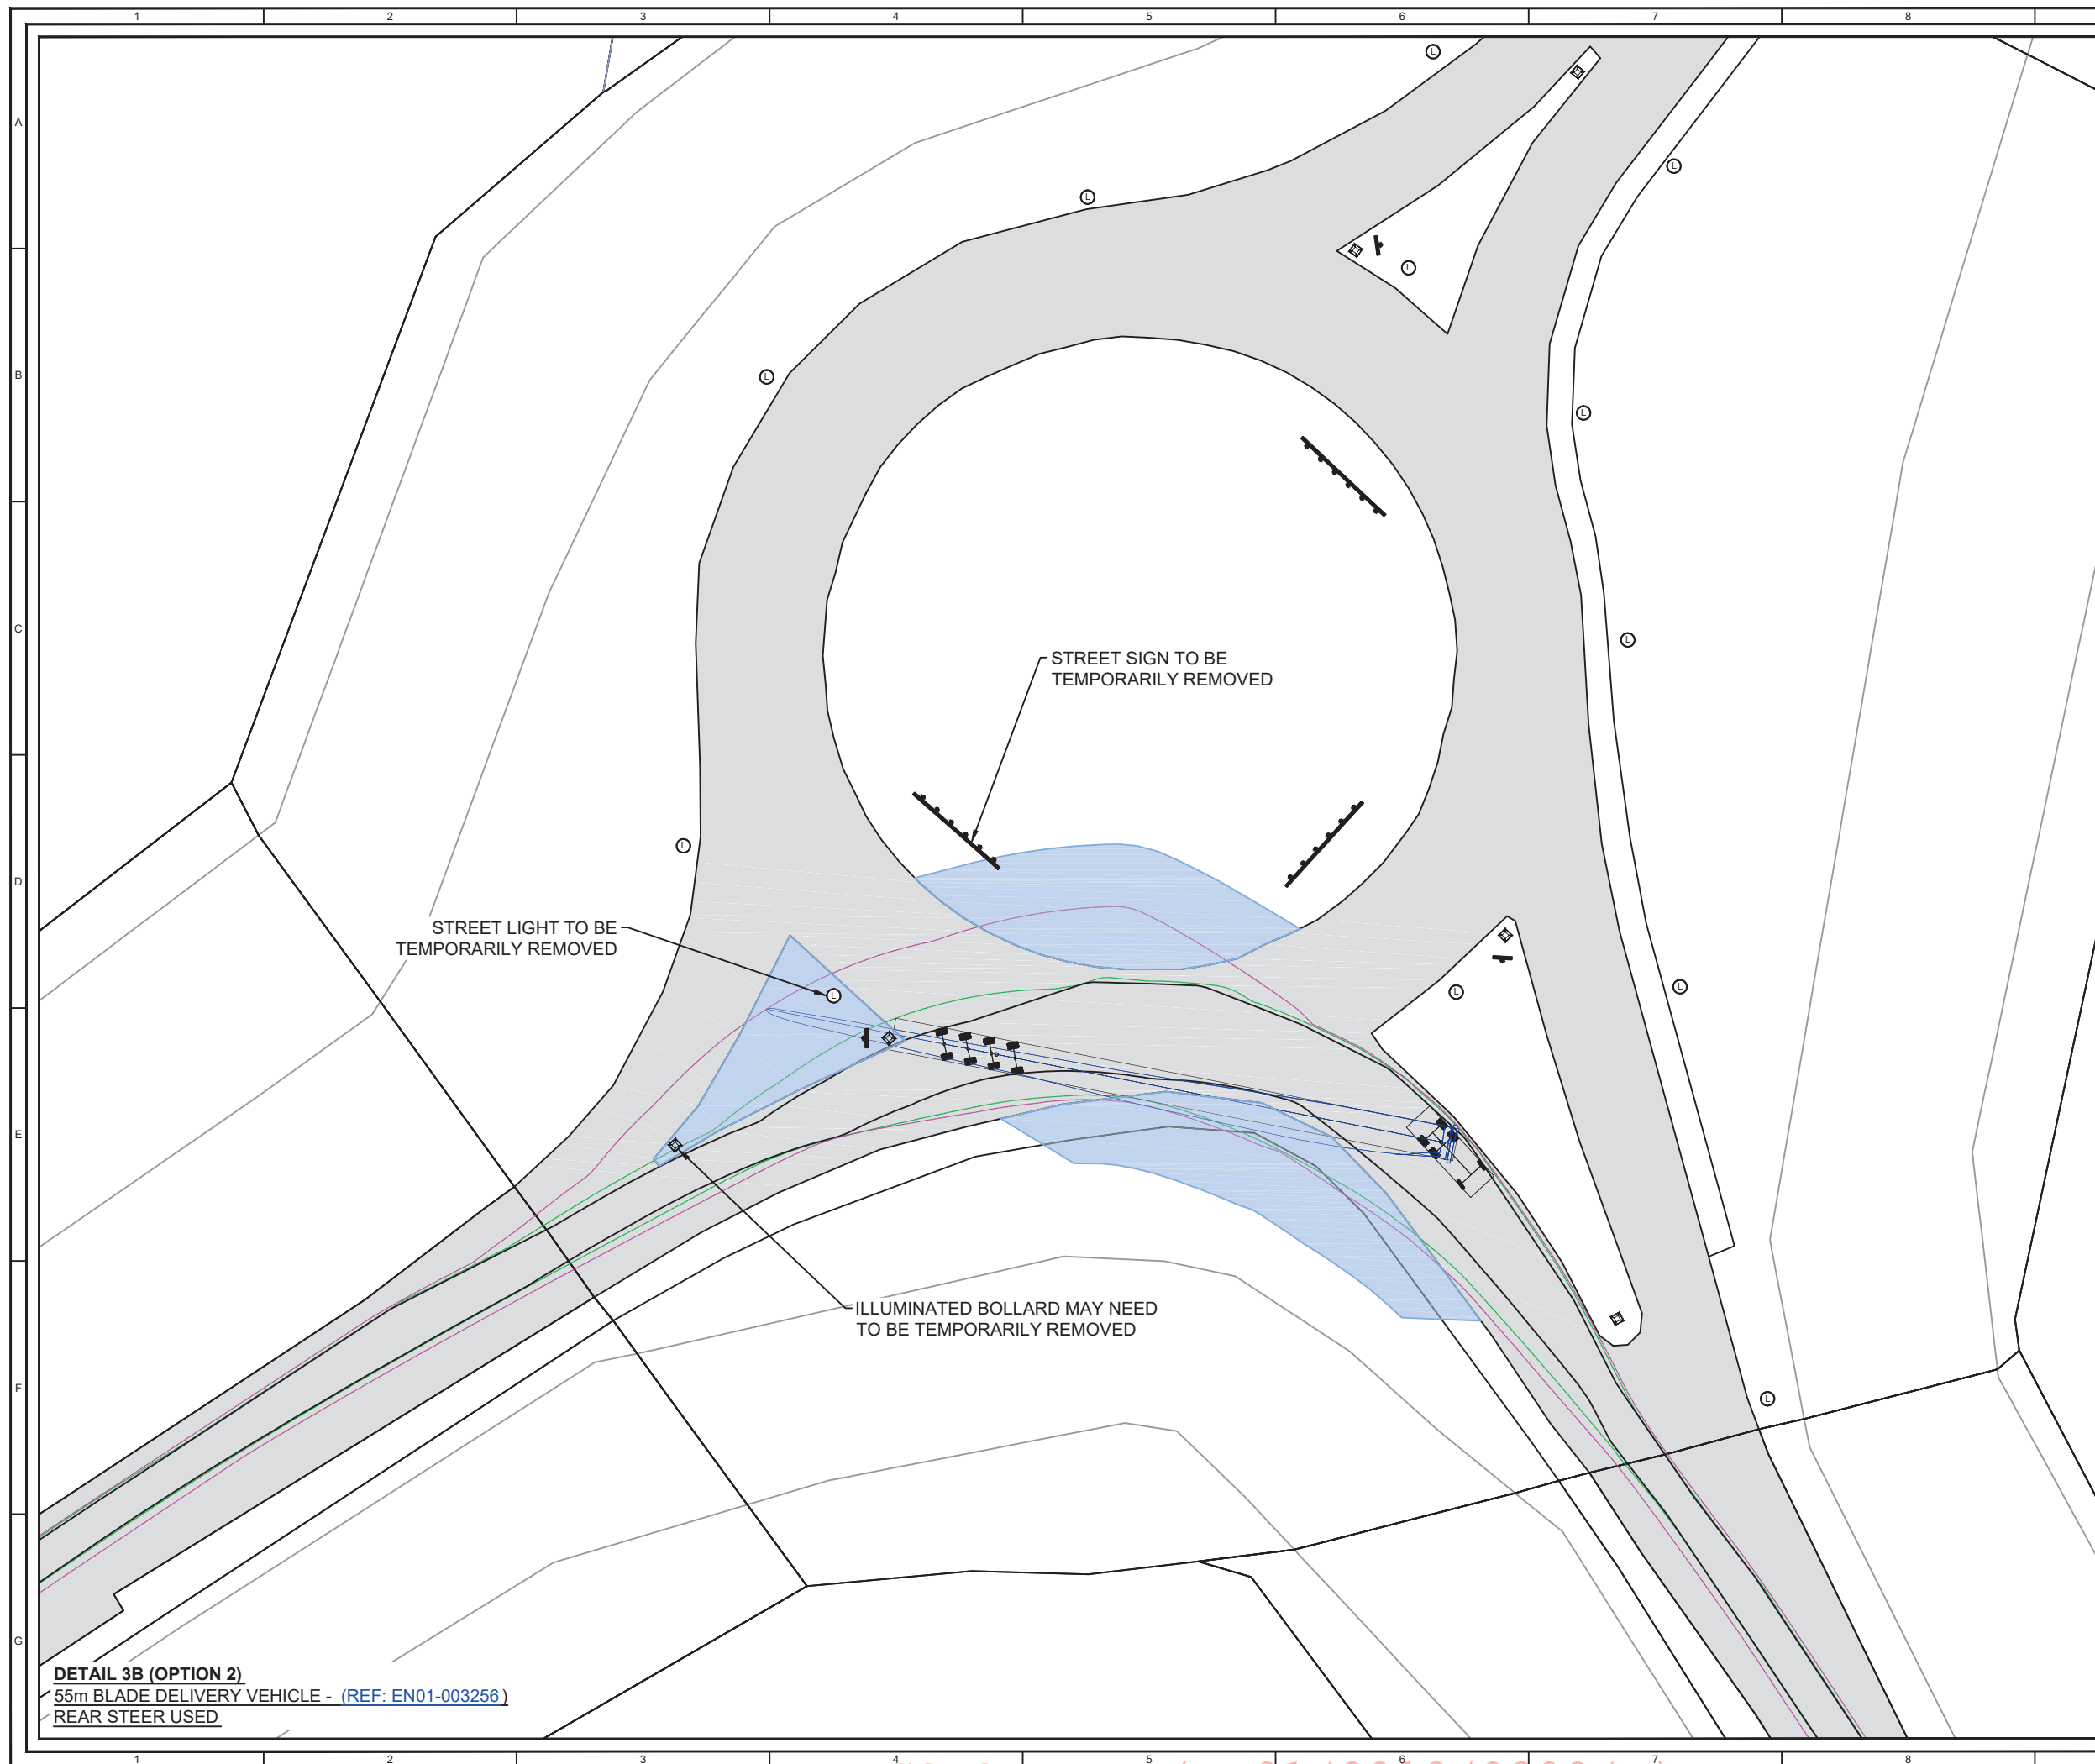 1 2 3 4 5 6 7 8
A
B
C
D
E
F
G
L
L
L
L
L
L
L
STREET SIGN TO BE
TEMPORARILY REMOVED
L
L
STREET LIGHT TO BE
TEMPORARILY REMOVED
L
L
L
ILLUMINATED BOLLARD MAY NEED
TO BE TEMPORARILY REMOVED
L
DETAIL 3B (OPTION 2)
55m BLADE DELIVERY VEHICLE - (REF: EN01-003256)
REAR STEER USED
1 2 3 4 5 6 7 8